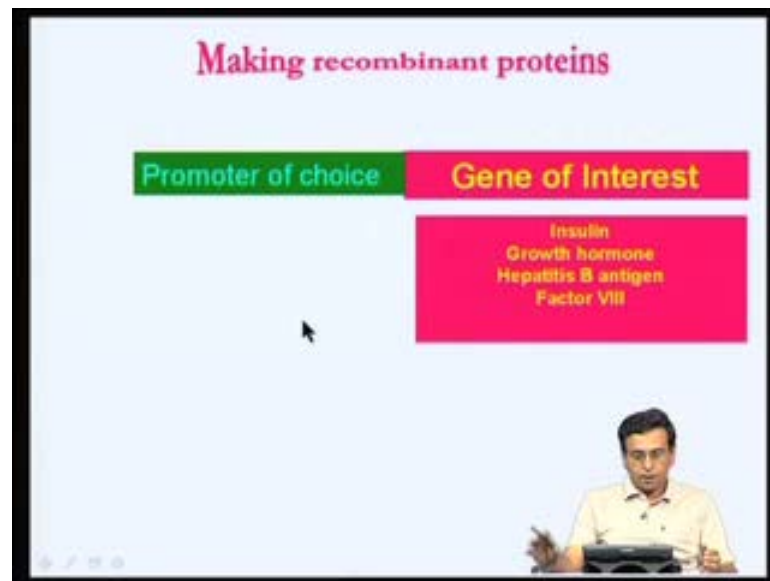 Making recombinant proteins
Promoter of choice
Gene of Interest
Insulin
Growth hormone
Hepatitis B antigen
Factor VIII